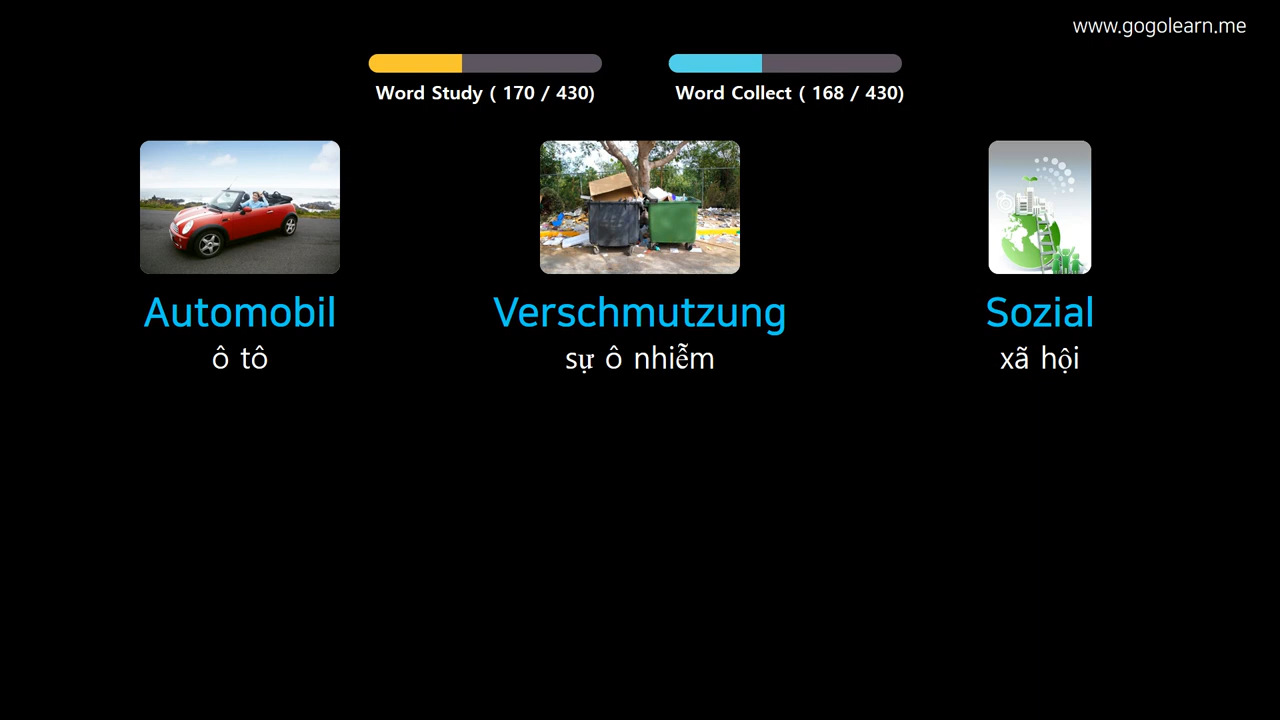 www.gogolearn.me
Word Study ( 170 / 430)
Word Collect ( 168 / 430)
Automobil
ô tô
Verschmutzung
sự ô nhiễm
Sozial
xã hội